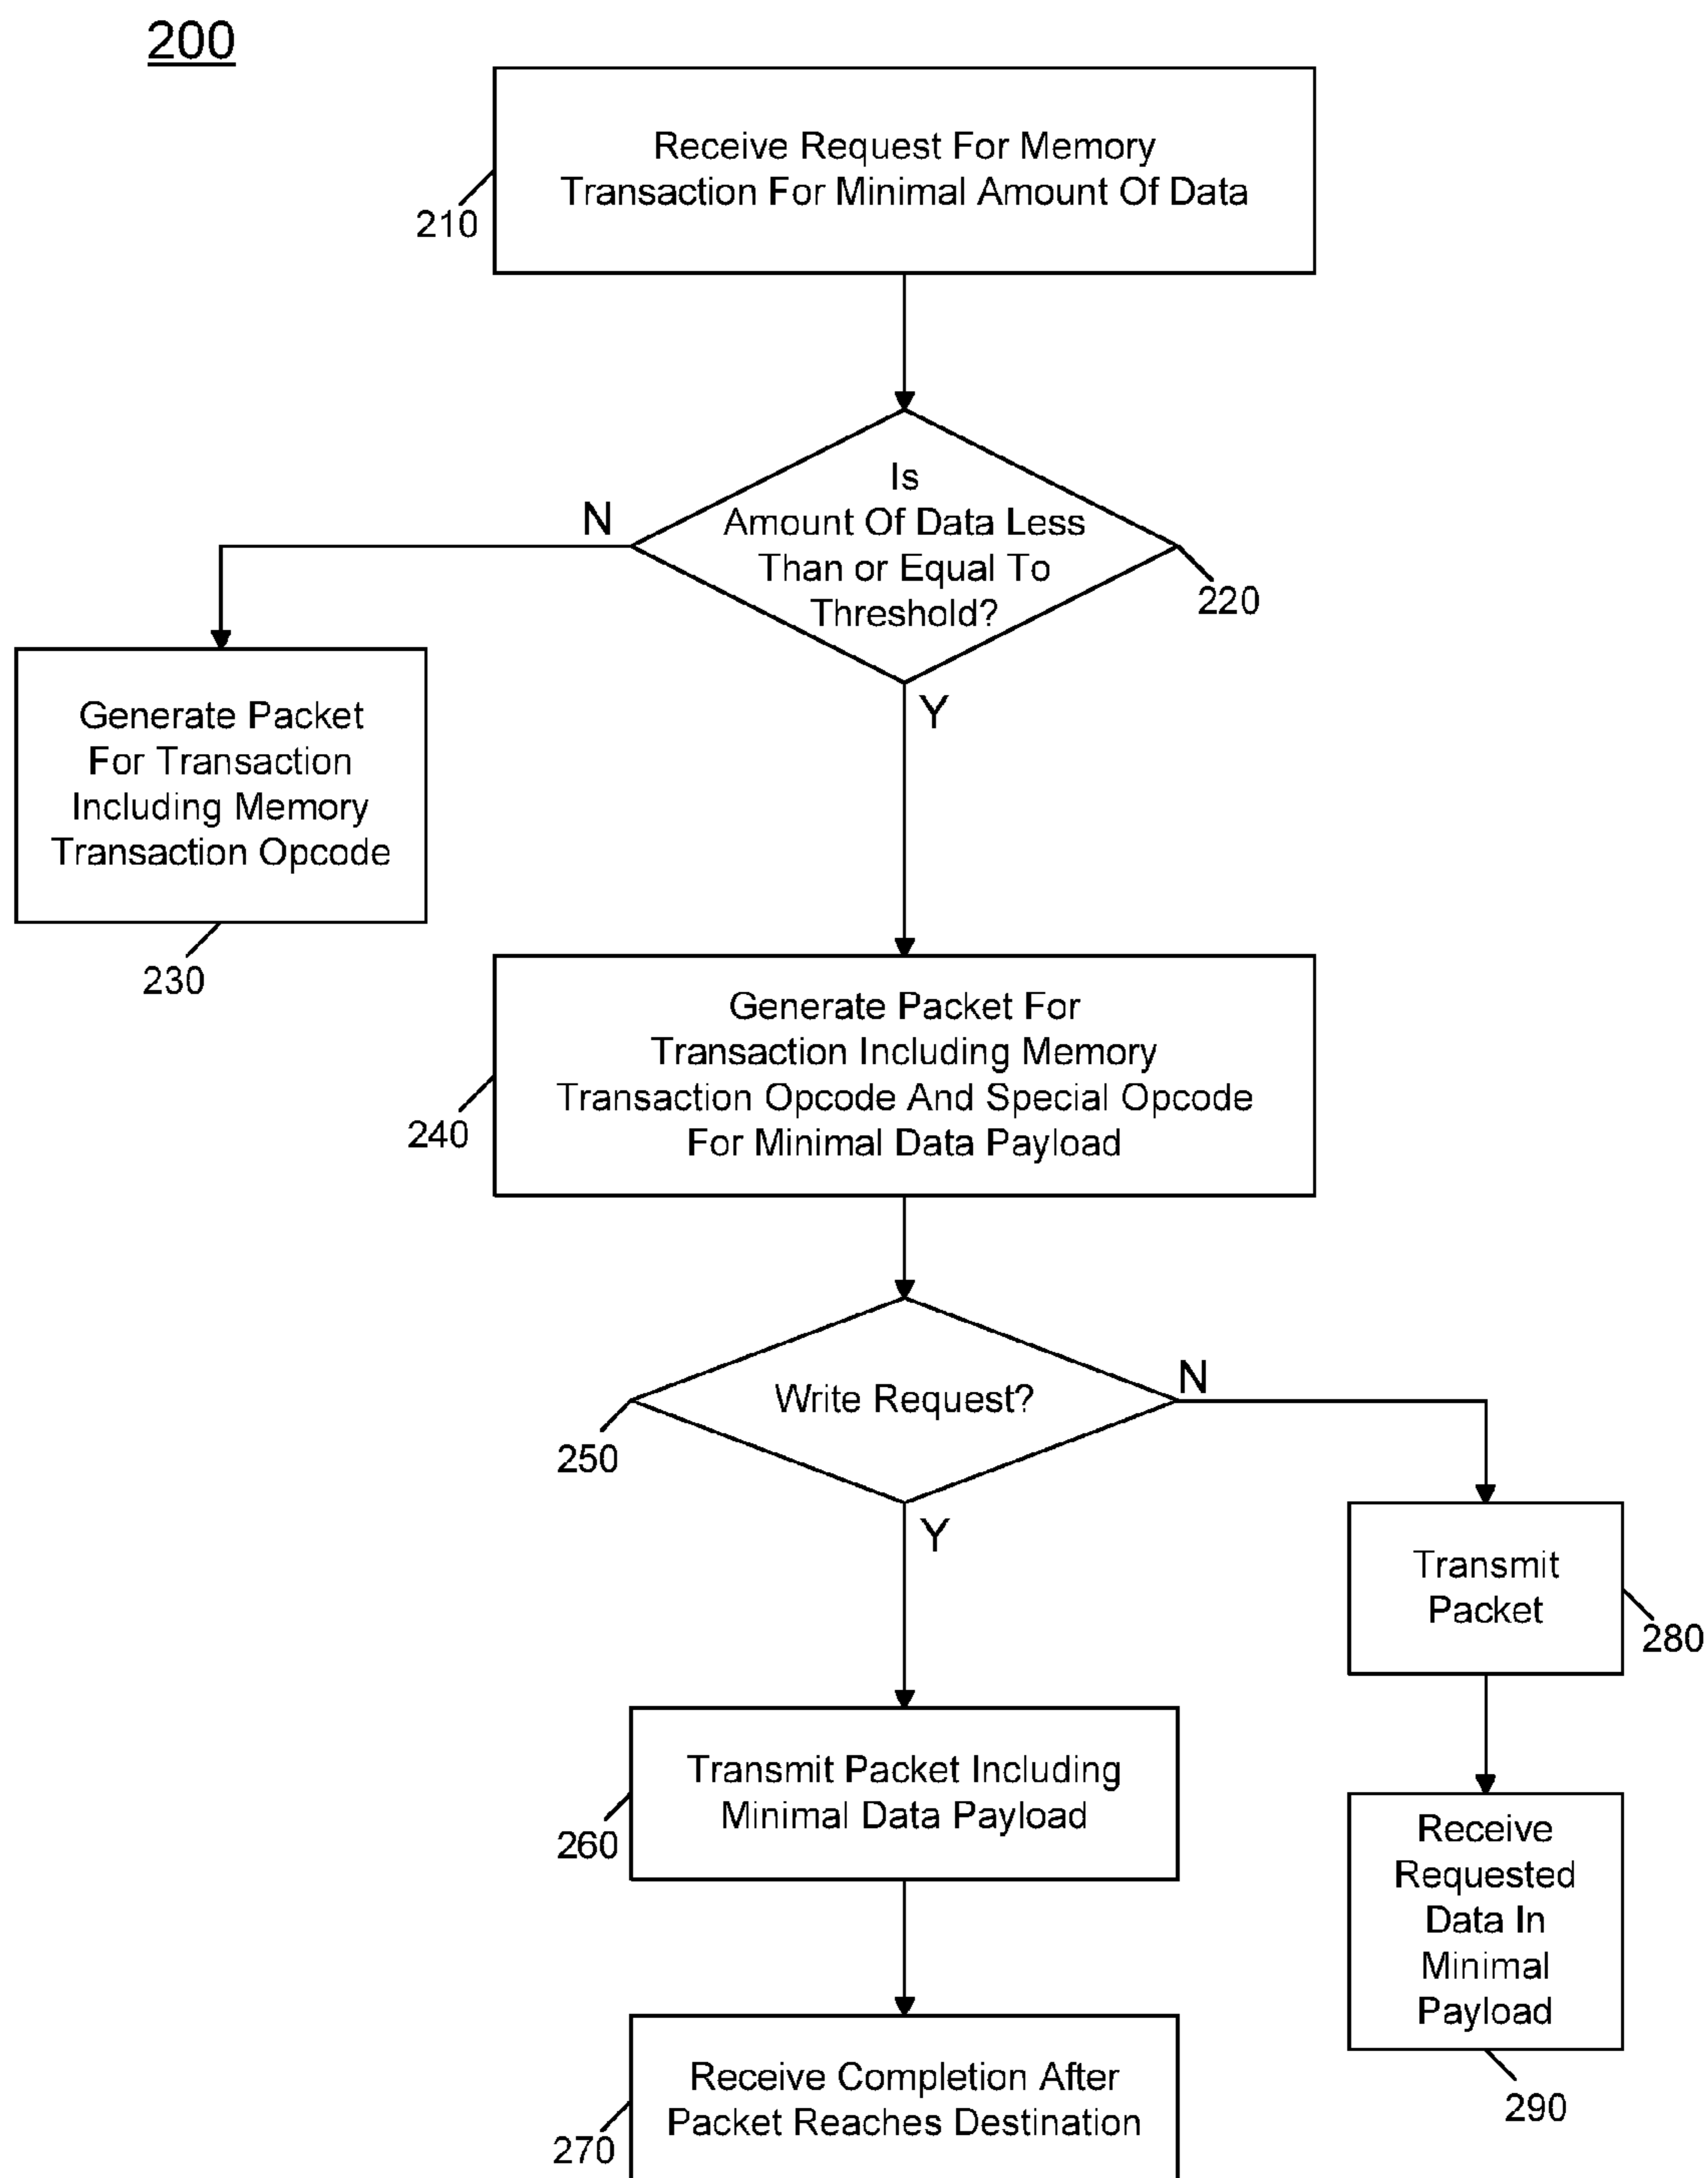 200
Receive Request For Memory
Transaction For Minimal Amount Of Data
210
Is
Amount Of Data Less
Than or Equal To
Threshold?
220
N
Y
Generate Packet
For Transaction
Including Memory
Transaction Opcode
230
Generate Packet For
Transaction Including Memory
Transaction Opcode And Special Opcode
For Minimal Data Payload
240
Write Request?
250
N
Y
Transmit
Packet
280
Transmit Packet Including
Minimal Data Payload
260
Receive
Requested
Data In
Minimal
Payload
290
Receive Completion After
Packet Reaches Destination
270